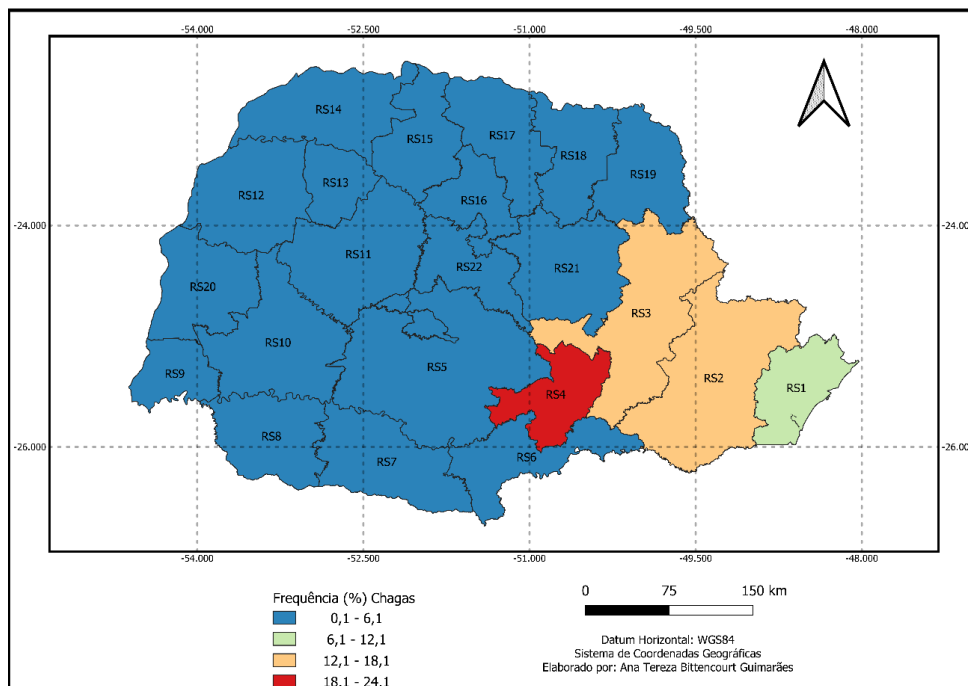 -54.000 -52.500 -51.000 -49.500 -48.000
RS14
RS17
RS15
RS18
RS19
RS13
RS12
RS16
-24.000 -24.000
RS11
RS22
RS21
RS20
RS3
RS10
RS5
RS9
RS2
RS1
RS4
RS8
-26.000 -26.000
RS6
RS7
-54.000 -52.500 -51.000 -49.500 -48.000
Frequência (%) Chagas
0,1 - 6,1
6,1 - 12,1
12,1 - 18,1
18,1 - 24,1
0 75 150 km
Datum Horizontal: WGS84
Sistema de Coordenadas Geográficas
Elaborado por: Ana Tereza Bittencourt Guimarães